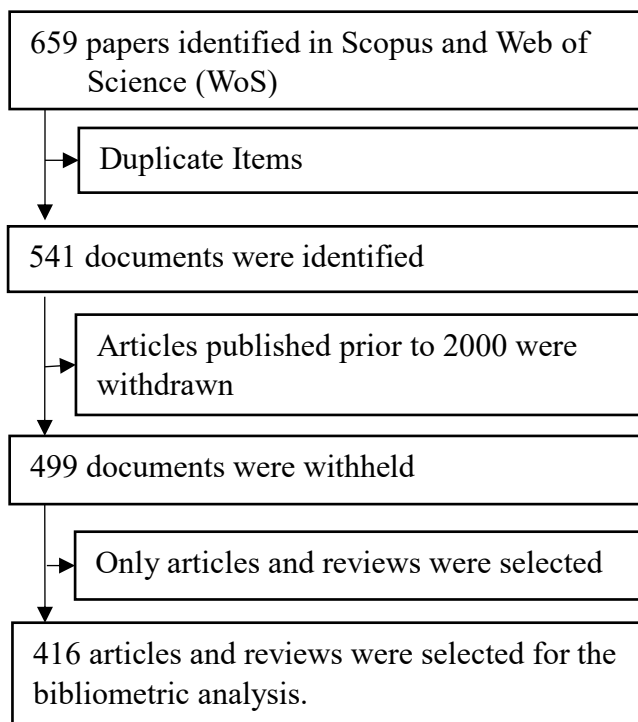 659 papers identified in Scopus and Web of
Science (WoS)
Duplicate Items
541 documents were identified
Articles published prior to 2000 were
withdrawn
499 documents were withheld
Only articles and reviews were selected
416 articles and reviews were selected for the
bibliometric analysis.